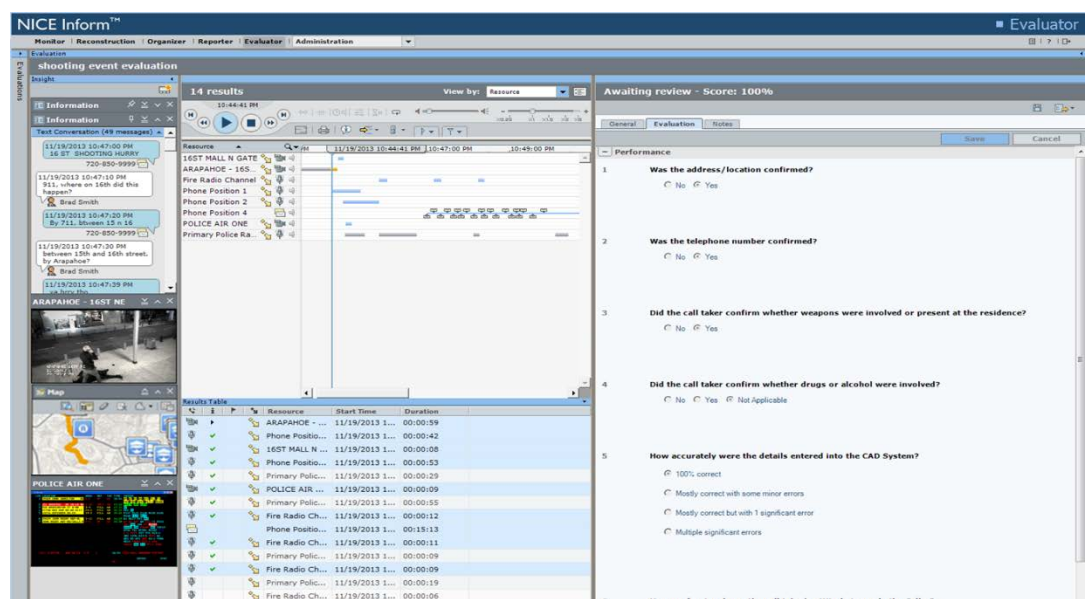 NICE Inform™
Evaluator
Monitor Reconstruction Organizer Reporter Evaluator Administration
Evaluation
Evaluations
shooting event evaluation
Insight
Information
Information
Text Conversation (49 messages)
11/19/2013 10:47:00 PM
16 ST SHOOTING HURRY
720-850-9999
11/19/2013 10:47:10 PM
911, where on 16th did this
happen?
Brad Smith
11/19/2013 10:47:20 PM
By 711, btween 15 n 16
720-850-9999
11/19/2013 10:47:30 PM
between 15th and 16th street,
by Arapahoe?
Brad Smith
11/19/2013 10:47:39 PM
ARAPAHOE - 16ST NE
Map
POLICE AIR ONE
14 results
View by: Resource
10:44:41 PM
Resource
11/19/2013 10:44:41 PM 10:47:00 PM 10:49:00 PM
16ST MALL N GATE
ARAPAHOE - 16S...
Fire Radio Channel
Phone Position 1
Phone Position 2
Phone Position 4
POLICE AIR ONE
Primary Police Ra...
Results Table
Resource Start Time Duration
ARAPAHOE - ... 11/19/2013 1... 00:00:59
Phone Positio... 11/19/2013 1... 00:00:42
16ST MALL N ... 11/19/2013 1... 00:00:08
Phone Positio... 11/19/2013 1... 00:00:53
Primary Polic... 11/19/2013 1... 00:00:29
POLICE AIR ... 11/19/2013 1... 00:00:09
Primary Polic... 11/19/2013 1... 00:00:55
Fire Radio Ch... 11/19/2013 1... 00:00:12
Phone Positio... 11/19/2013 1... 00:15:13
Fire Radio Ch... 11/19/2013 1... 00:00:11
Primary Polic... 11/19/2013 1... 00:00:09
Fire Radio Ch... 11/19/2013 1... 00:00:09
Primary Polic... 11/19/2013 1... 00:00:19
Fire Radio Ch... 11/19/2013 1... 00:00:06
Awaiting review - Score: 100%
General Evaluation Notes
Save Cancel
Performance
1 Was the address/location confirmed?
No Yes
2 Was the telephone number confirmed?
No Yes
3 Did the call taker confirm whether weapons were involved or present at the residence?
No Yes
4 Did the call taker confirm whether drugs or alcohol were involved?
No Yes Not Applicable
5 How accurately were the details entered into the CAD System?
100% correct
Mostly correct with some minor errors
Mostly correct but with 1 significant error
Multiple significant errors